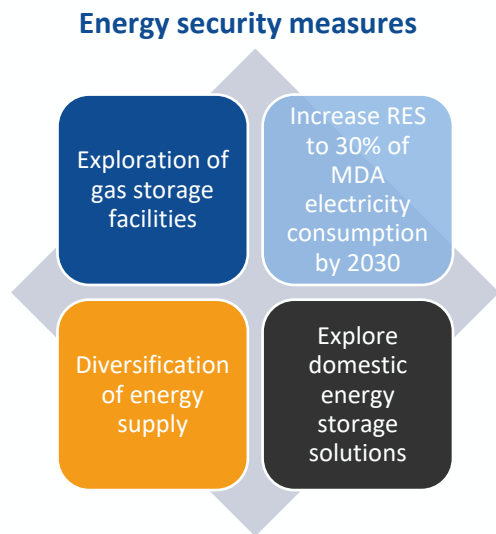 Energy security measures
Exploration of
gas storage
facilities
Increase RES
to 30% of
MDA
electricity
consumption
by 2030
Diversification
of energy
supply
Explore
domestic
energy
storage
solutions